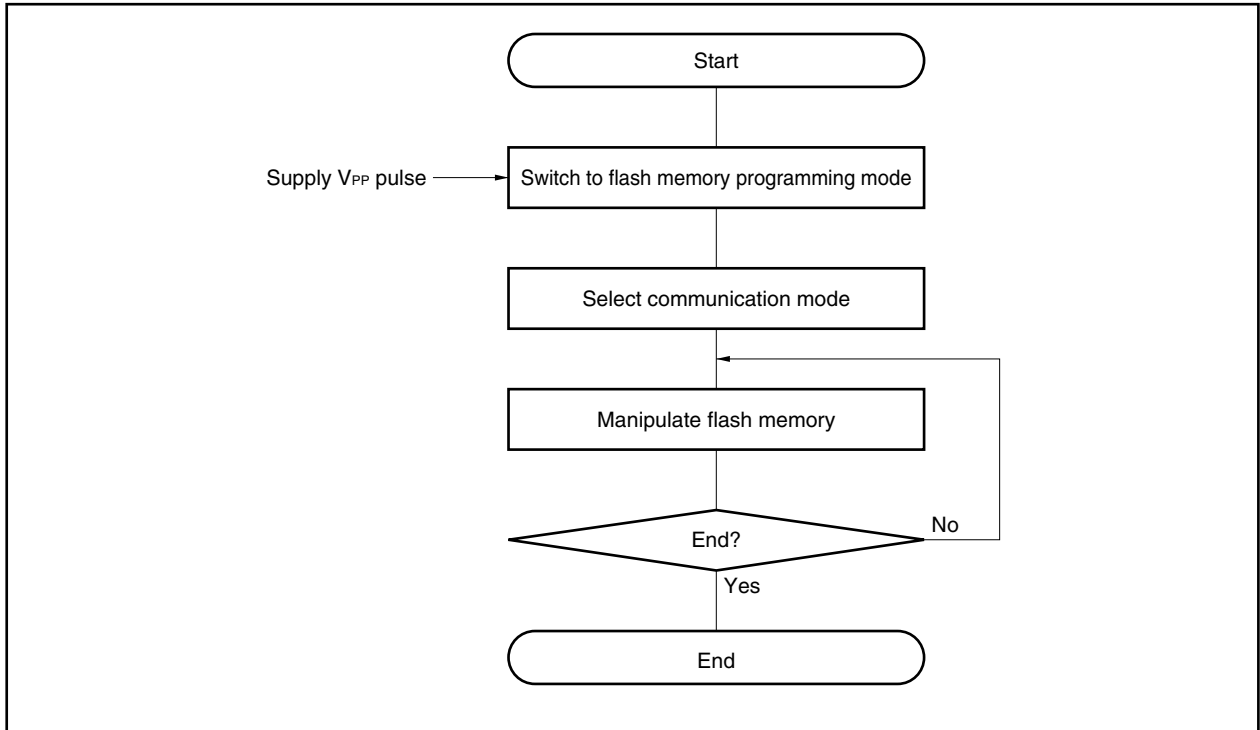 Start
Supply VPP pulse
Switch to flash memory programming mode
Select communication mode
Manipulate flash memory
End?
No
Yes
End